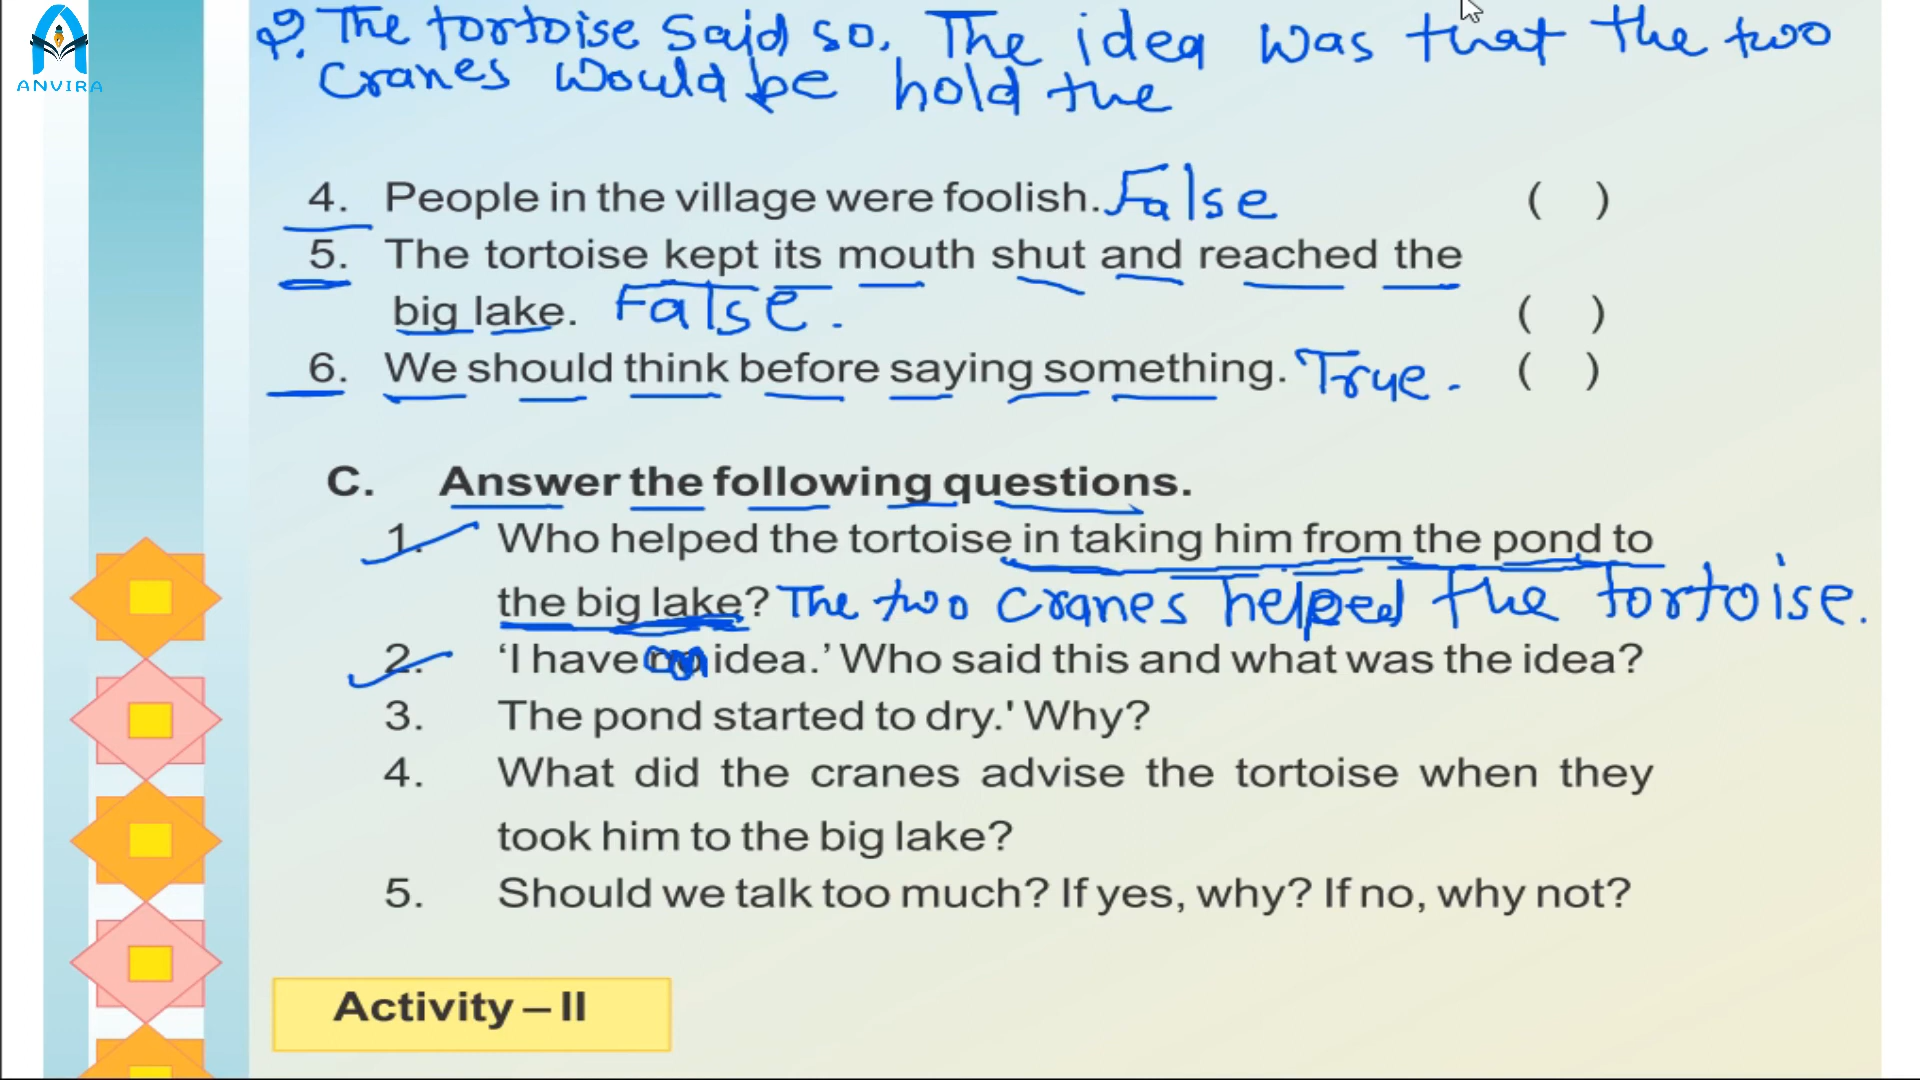 ANVIRA
2. The tortoise said so. The idea was that the two
cranes would be hold the
4. People in the village were foolish. False ( )
5. The tortoise kept its mouth shut and reached the
big lake. False. ( )
6. We should think before saying something. True. ( )
C. Answer the following questions.
1. Who helped the tortoise in taking him from the pond to
the big lake? The two cranes helped the tortoise.
2. ‘I have idea.’ Who said this and what was the idea?
3. The pond started to dry.' Why?
4. What did the cranes advise the tortoise when they
took him to the big lake?
5. Should we talk too much? If yes, why? If no, why not?
Activity – II